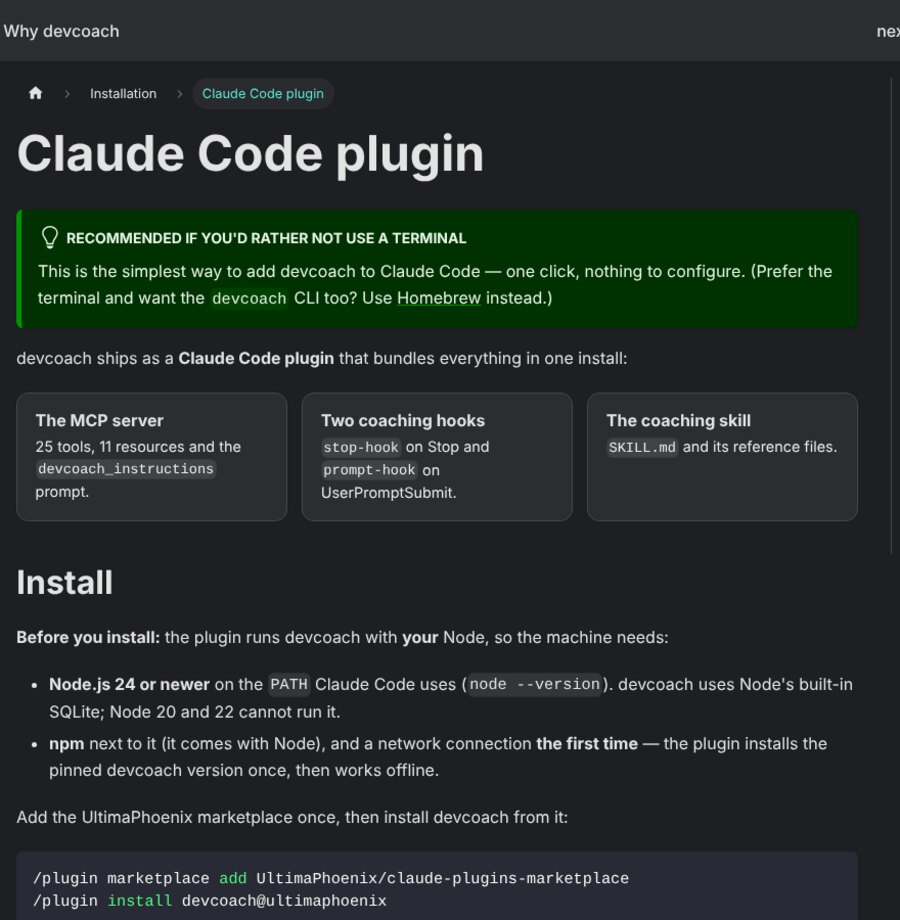 Why devcoach
Installation
Claude Code plugin
Claude Code plugin
RECOMMENDED IF YOU'D RATHER NOT USE A TERMINAL
This is the simplest way to add devcoach to Claude Code — one click, nothing to configure. (Prefer the
terminal and want the devcoach CLI too? Use Homebrew instead.)
devcoach ships as a Claude Code plugin that bundles everything in one install:
The MCP server
25 tools, 11 resources and the
devcoach_instructions
prompt.
Two coaching hooks
stop-hook on Stop and
prompt-hook on
UserPromptSubmit.
The coaching skill
SKILL.md and its reference files.
Install
Before you install: the plugin runs devcoach with your Node, so the machine needs:
• Node.js 24 or newer on the PATH Claude Code uses (node --version). devcoach uses Node's built-in
SQLite; Node 20 and 22 cannot run it.
• npm next to it (it comes with Node), and a network connection the first time — the plugin installs the
pinned devcoach version once, then works offline.
Add the UltimaPhoenix marketplace once, then install devcoach from it:
/plugin marketplace add UltimaPhoenix/claude-plugins-marketplace
/plugin install devcoach@ultimaphoenix